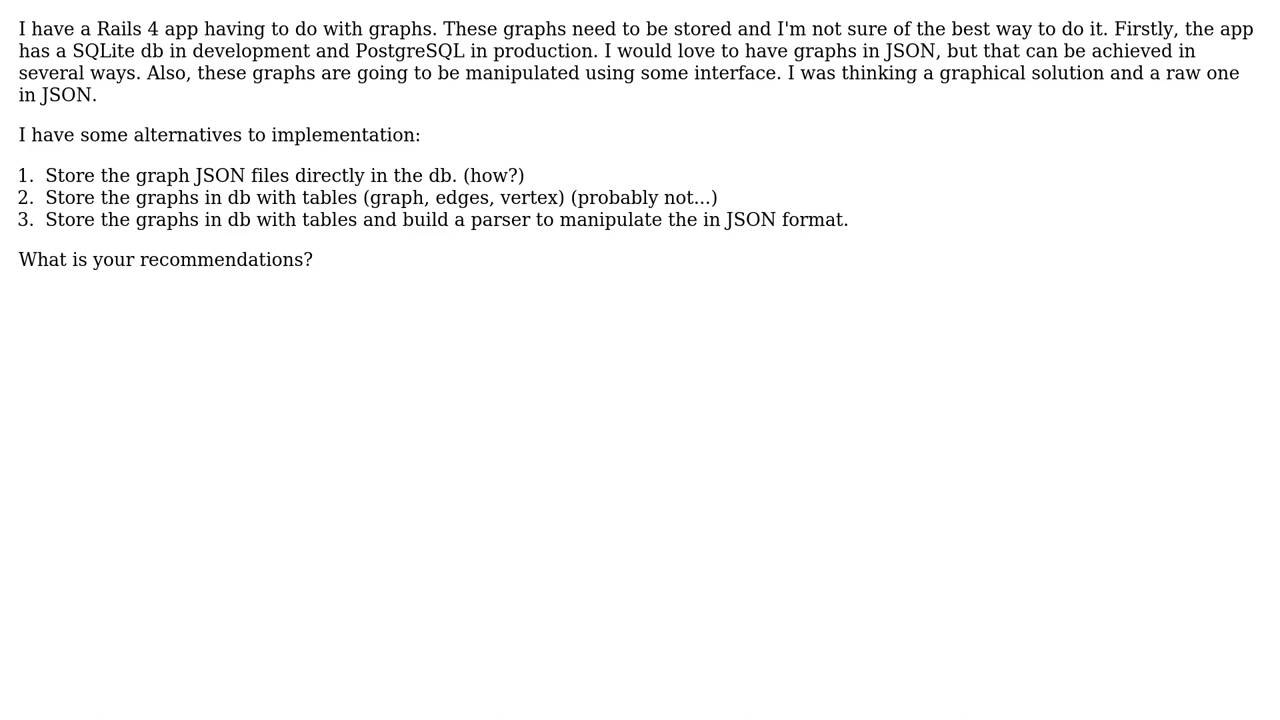 I have a Rails 4 app having to do with graphs. These graphs need to be stored and I'm not sure of the best way to do it. Firstly, the app
has a SQLite db in development and PostgreSQL in production. I would love to have graphs in JSON, but that can be achieved in
several ways. Also, these graphs are going to be manipulated using some interface. I was thinking a graphical solution and a raw one
in JSON.
I have some alternatives to implementation:
1. Store the graph JSON files directly in the db. (how?)
2. Store the graphs in db with tables (graph, edges, vertex) (probably not...)
3. Store the graphs in db with tables and build a parser to manipulate the in JSON format.
What is your recommendations?